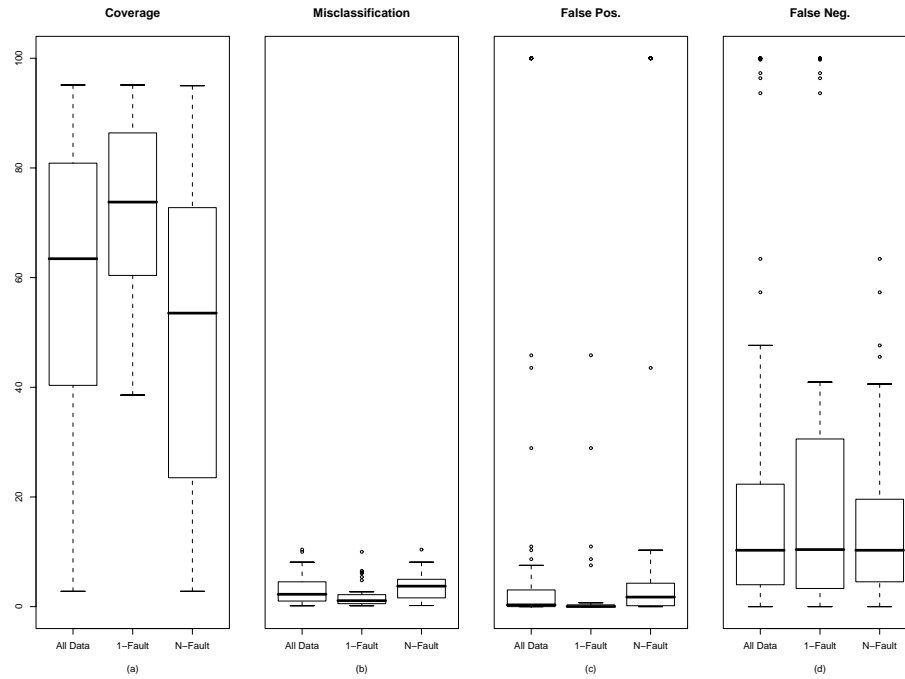 Coverage
Misclassification
False Pos.
False Neg.
100
80
60
40
20
0
All Data 1−Fault N−Fault
(a)
All Data 1−Fault N−Fault
(b)
All Data 1−Fault N−Fault
(c)
All Data 1−Fault N−Fault
(d)